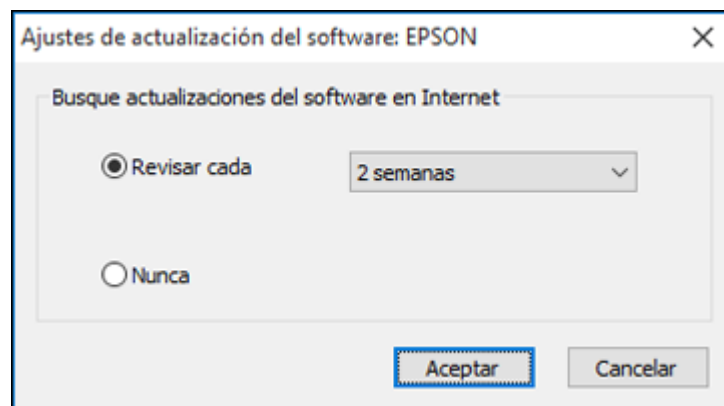 Ajustes de actualización del software: EPSON
Busque actualizaciones del software en Internet
Revisar cada
2 semanas
Nunca
Aceptar
Cancelar